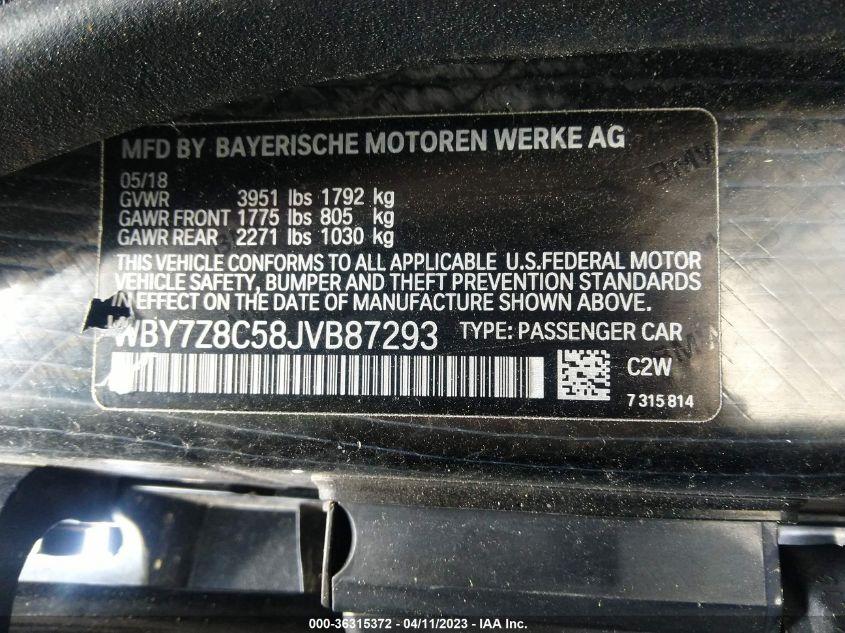 MFD BY BAYERISCHE MOTOREN WERKE AG
05/18
GVWR 3951 lbs 1792 kg
GAWR FRONT 1775 lbs 805 kg
GAWR REAR 2271 lbs 1030 kg
THIS VEHICLE CONFORMS TO ALL APPLICABLE U.S.FEDERAL MOTOR
VEHICLE SAFETY, BUMPER AND THEFT PREVENTION STANDARDS
IN EFFECT ON THE DATE OF MANUFACTURE SHOWN ABOVE.
WBY7Z8C58JVB87293 TYPE: PASSENGER CAR
C2W
7 315 814
000-36315372 - 04/11/2023 - IAA Inc.